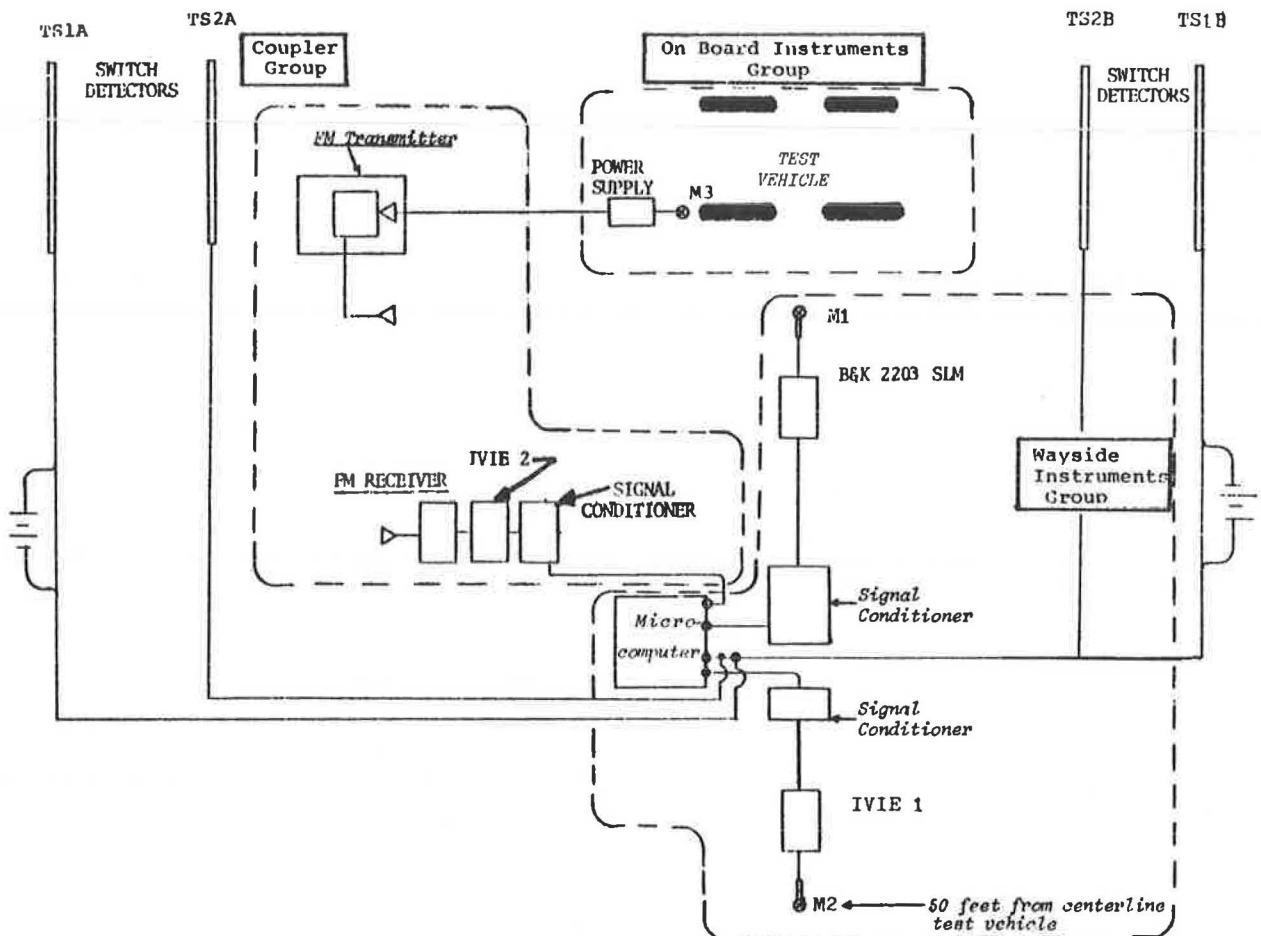 TS1A
TS2A
TS2B
TS1B
SWITCH
DETECTORS
Coupler
Group
On Board Instruments
Group
SWITCH
DETECTORS
FM Transmitter
POWER
SUPPLY
M3
TEST
VEHICLE
M1
B&K 2203 SLM
IVIE 2
FM RECEIVER
SIGNAL
CONDITIONER
Wayside
Instruments
Group
Micro-
computer
Signal
Conditioner
Signal
Conditioner
IVIE 1
M2
50 feet from centerline
test vehicle